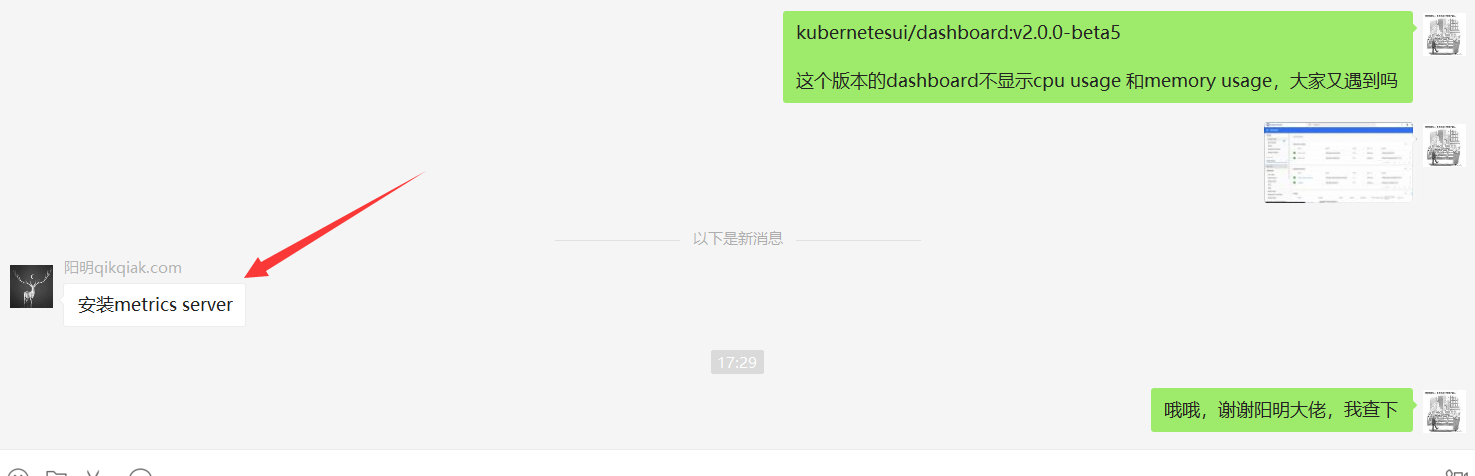 kubernetesui/dashboard:v2.0.0-beta5
这个版本的dashboard不显示cpu usage 和memory usage，大家又遇到吗
以下是新消息
阳明qikqiak.com
安装metrics server
17:29
哦哦，谢谢阳明大佬，我查下